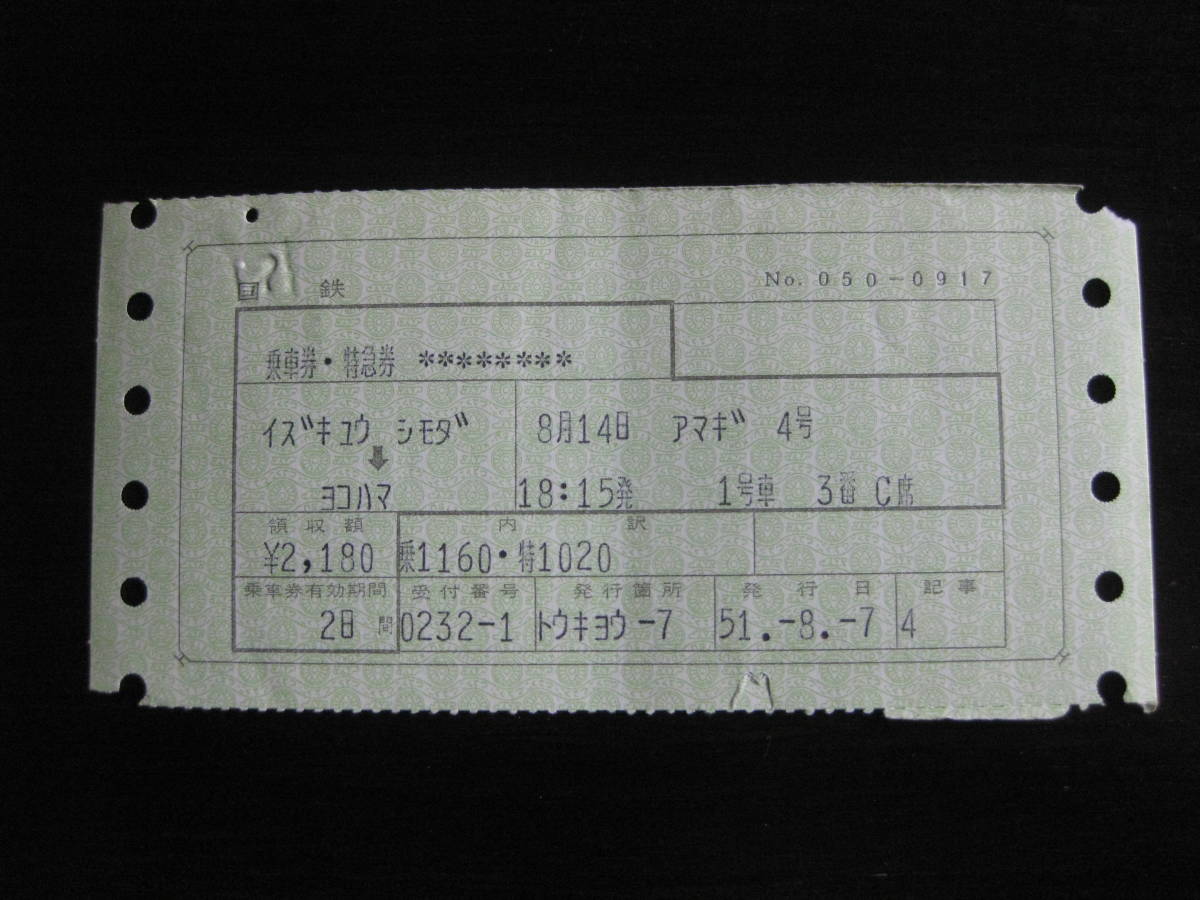 国鉄 No. 050-0917
乗車券・特急券 ********
イズキュウ シモダ 8月14日 アマギ 4号
⬇
ヨコハマ 18:15発 1号車 3番 C席
領収額 内訳
¥2,180 乗1160・特1020
乗車券有効期間 受付番号 発行箇所 発行日 記事
2日間 0232-1 トウキヨウ-7 51.-8.-7 4